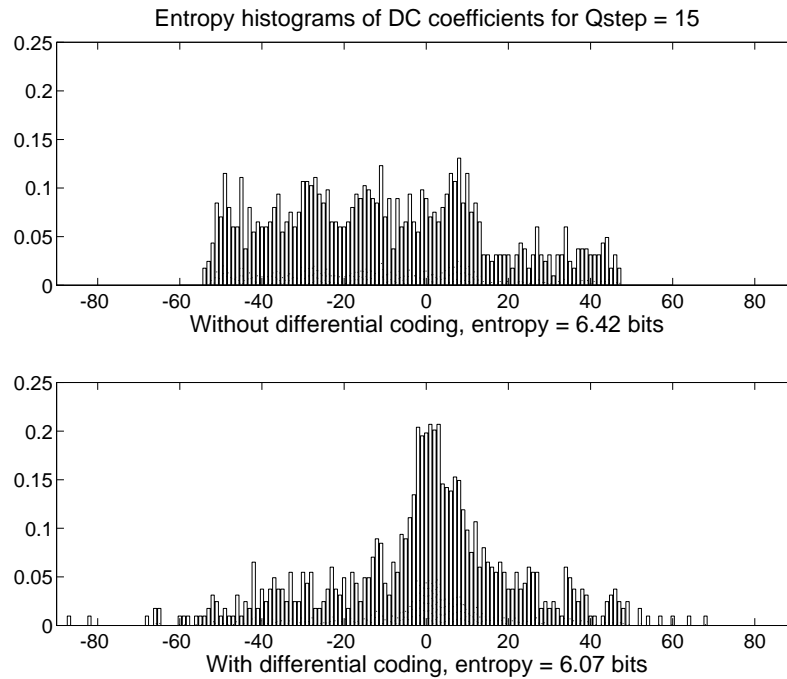 Entropy histograms of DC coefficients for Qstep = 15
0.25
0.2
0.15
0.1
0.05
0
-80 -60 -40 -20 0 20 40 60 80
Without differential coding, entropy = 6.42 bits
0.25
0.2
0.15
0.1
0.05
0
-80 -60 -40 -20 0 20 40 60 80
With differential coding, entropy = 6.07 bits